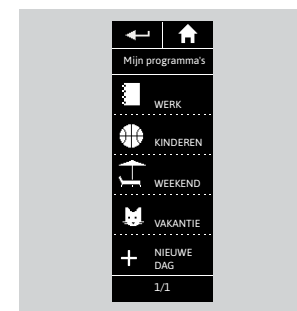 Mijn programma's
WERK
KINDEREN
WEEKEND
VAKANTIE
NIEUWE
DAG
1/1